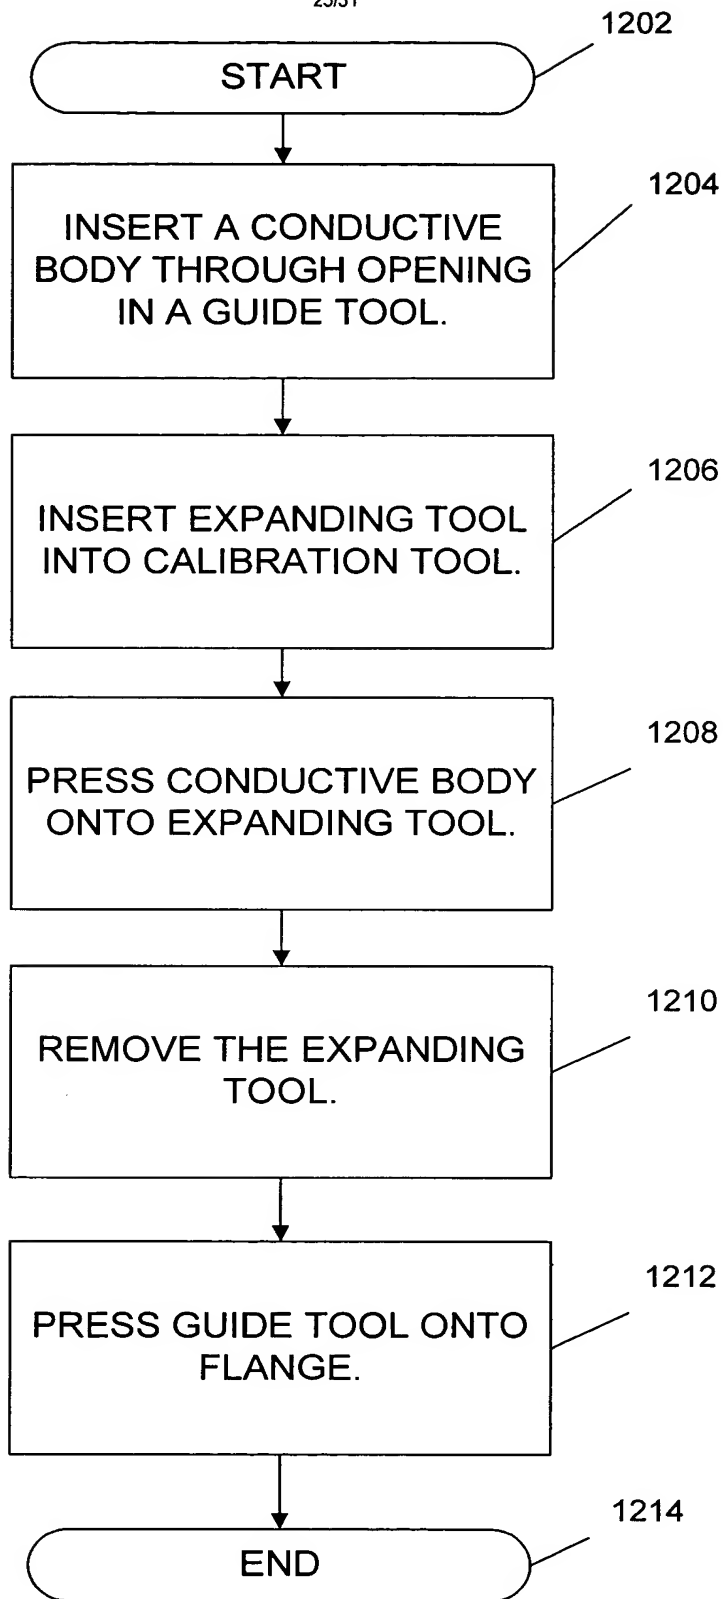 25/31
1202
START
1204
INSERT A CONDUCTIVE
BODY THROUGH OPENING
IN A GUIDE TOOL.
1206
INSERT EXPANDING TOOL
INTO CALIBRATION TOOL.
1208
PRESS CONDUCTIVE BODY
ONTO EXPANDING TOOL.
1210
REMOVE THE EXPANDING
TOOL.
1212
PRESS GUIDE TOOL ONTO
FLANGE.
1214
END